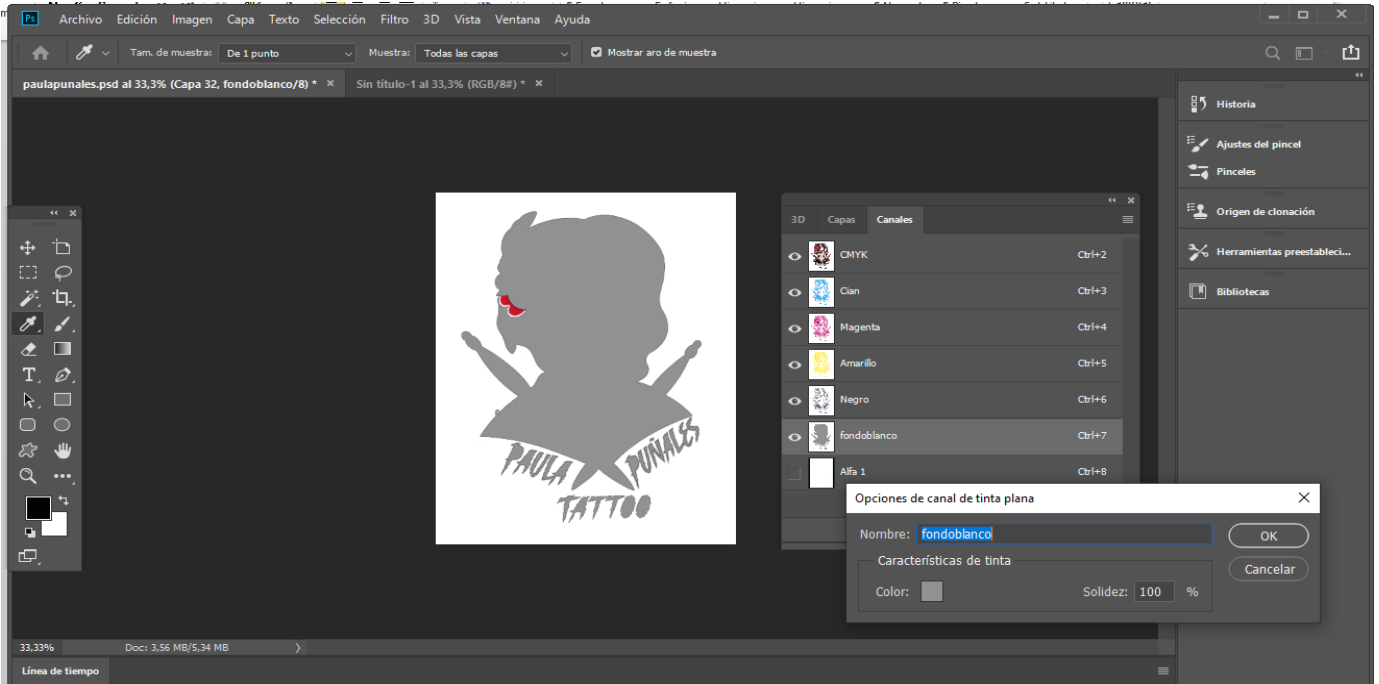 Ps Archivo Edición Imagen Capa Texto Selección Filtro 3D Vista Ventana Ayuda
Tam. de muestra: De 1 punto Muestra: Todas las capas Mostrar aro de muestra
paulapunales.psd al 33,3% (Capa 32, fondoblanco/8) * × Sin título-1 al 33,3% (RGB/8#) * ×
Historia
Ajustes del pincel
Pinceles
Origen de clonación
Herramientas preestableci...
Bibliotecas
3D Capas Canales
CMYK Ctrl+2
Cian Ctrl+3
Magenta Ctrl+4
Amarillo Ctrl+5
Negro Ctrl+6
fondoblanco Ctrl+7
Alfa 1 Ctrl+8
PAULA PUÑALES
TATTOO
Opciones de canal de tinta plana
Nombre: fondoblanco OK
Características de tinta
Cancelar
Color: Solidez: 100 %
33,33% Doc: 3,56 MB/5,34 MB
Línea de tiempo